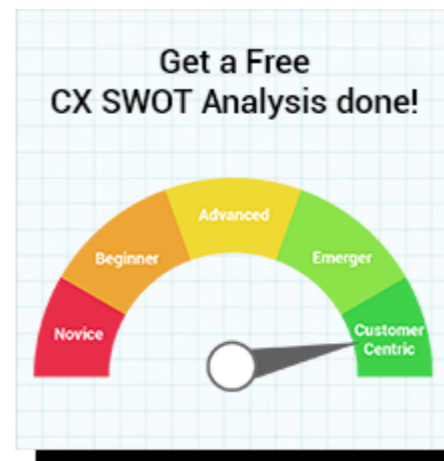 Get a Free
CX SWOT Analysis done!
Advanced
Beginner
Emerger
Novice
Customer
Centric